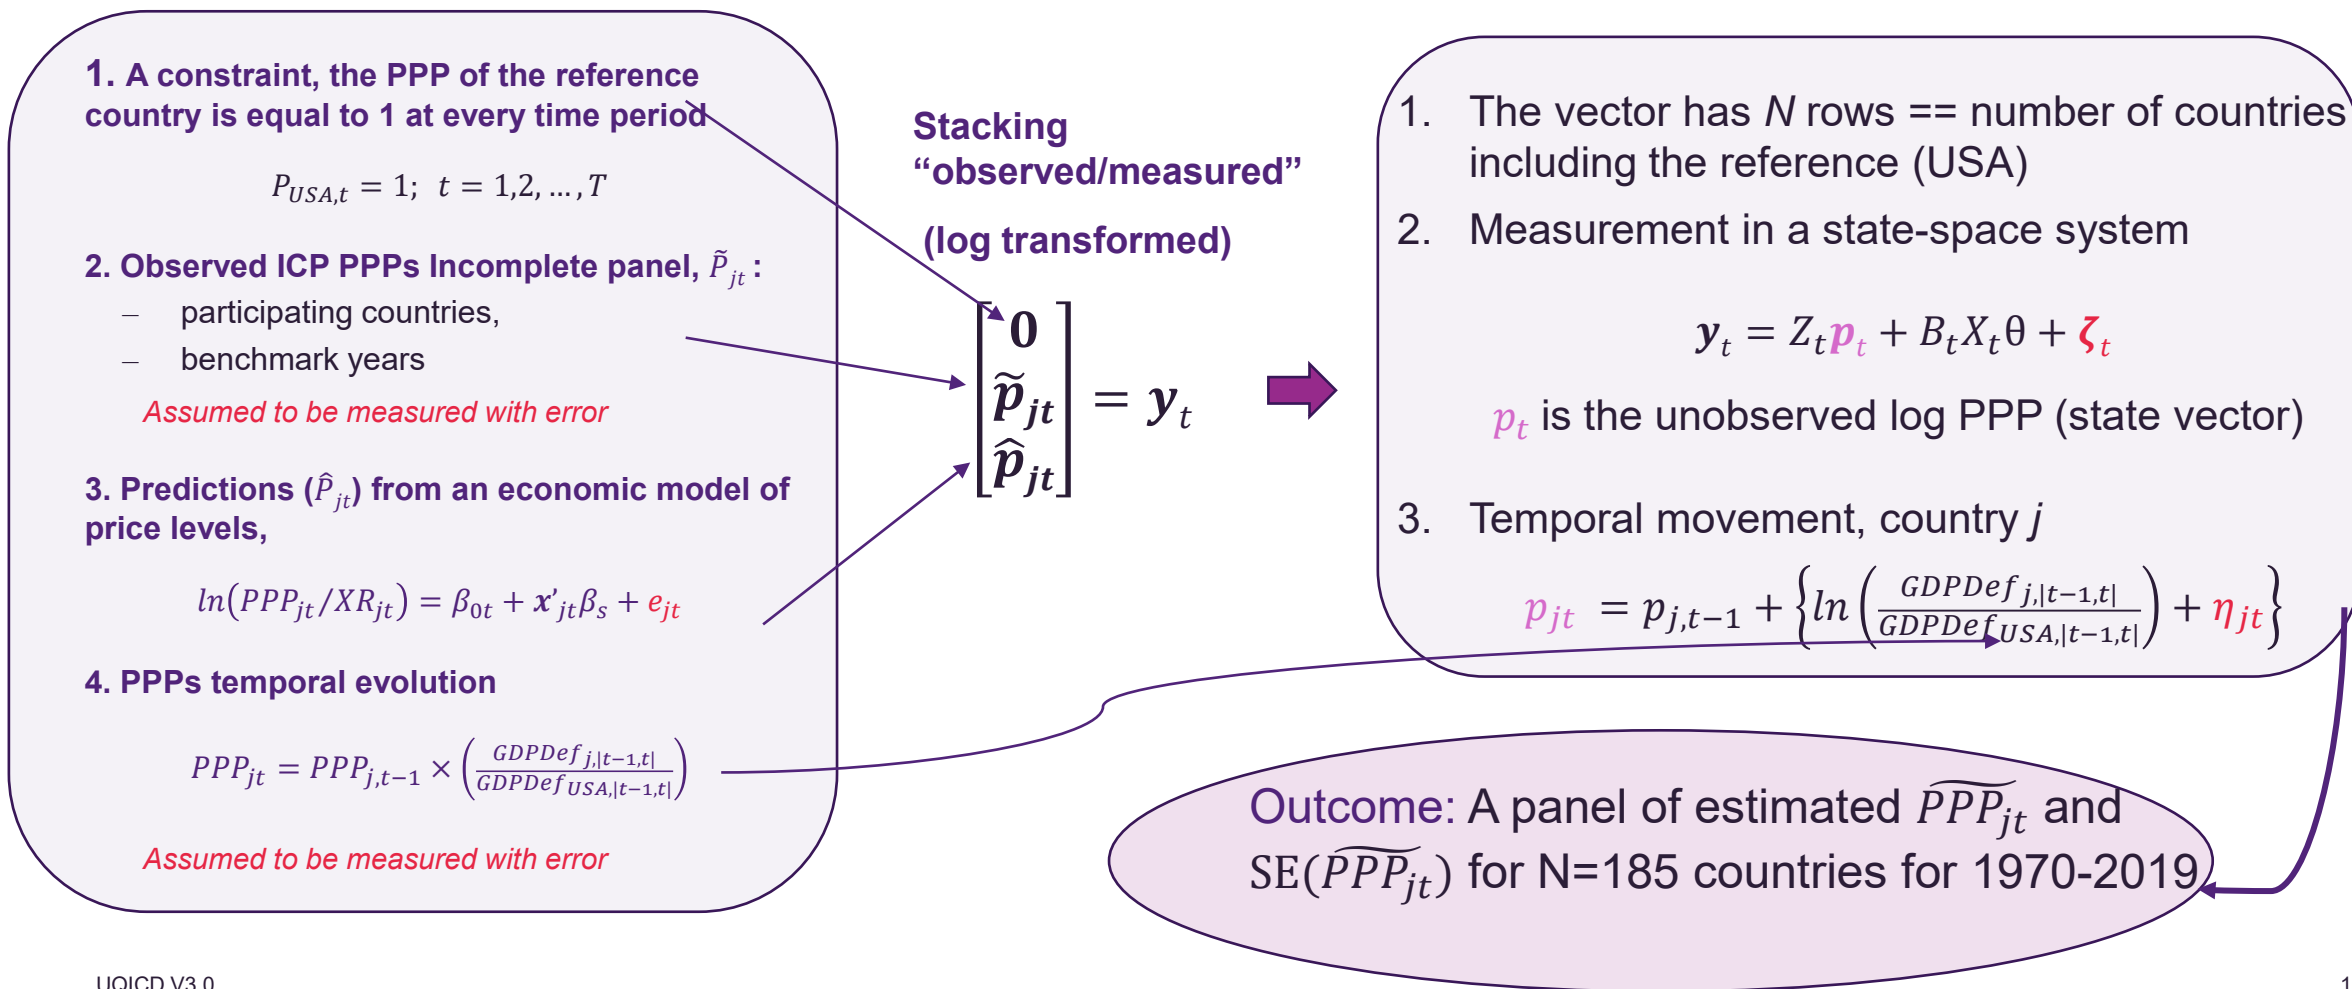 1. A constraint, the PPP of the reference
country is equal to 1 at every time period
P_{USA,t} = 1; t = 1,2, … , T
2. Observed ICP PPPs Incomplete panel, P̃_{jt} :
– participating countries,
– benchmark years
Assumed to be measured with error
3. Predictions (P̂_{jt}) from an economic model of
price levels,
ln(PPP_{jt}/XR_{jt}) = β_{0t} + x'_{jt}β_s + e_{jt}
4. PPPs temporal evolution
PPP_{jt} = PPP_{j,t−1} × (GDPDef_{j,|t−1,t|} / GDPDef_{USA,|t−1,t|})
Assumed to be measured with error
Stacking
“observed/measured”
(log transformed)
[0
p̃_{jt} = y_t
p̂_{jt}]
1. The vector has N rows == number of countries
including the reference (USA)
2. Measurement in a state-space system
y_t = Z_t p_t + B_t X_t θ + ζ_t
p_t is the unobserved log PPP (state vector)
3. Temporal movement, country j
p_{jt} = p_{j,t−1} + {ln (GDPDef_{j,|t−1,t|} / GDPDef_{USA,|t−1,t|}) + η_{jt}}
Outcome: A panel of estimated \widetilde{PPP}_{jt} and
SE(\widetilde{PPP}_{jt}) for N=185 countries for 1970-2019
UQICD V3.0
1